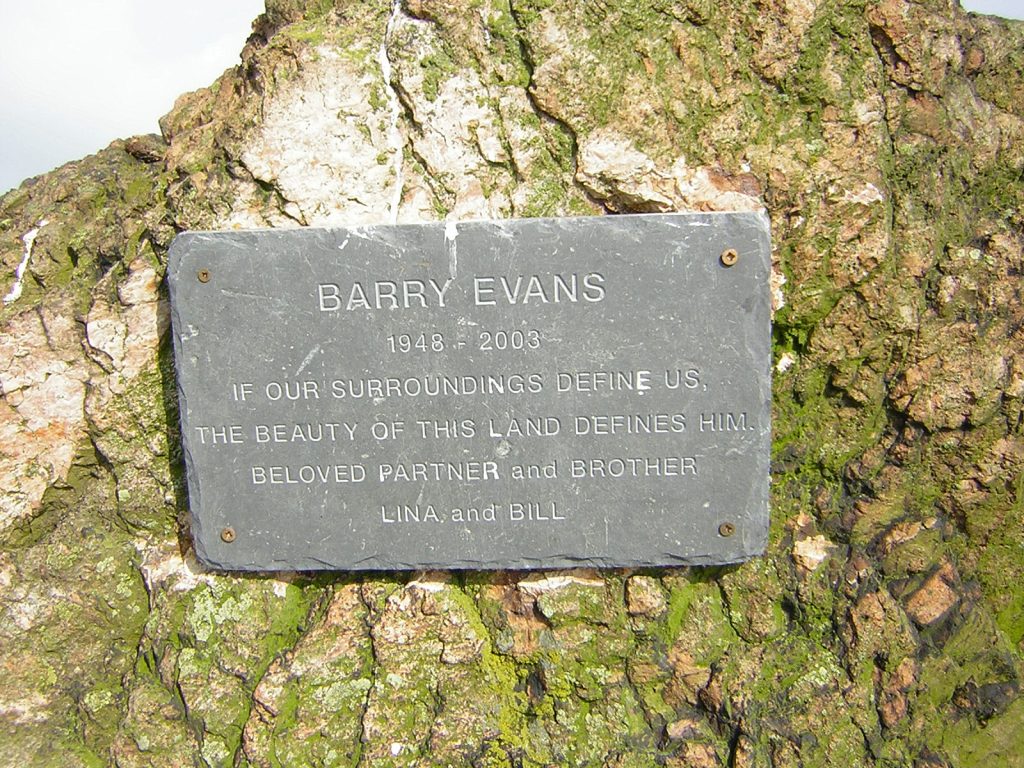 BARRY EVANS
1948 - 2003
IF OUR SURROUNDINGS DEFINE US,
THE BEAUTY OF THIS LAND DEFINES HIM.
BELOVED PARTNER and BROTHER
LINA and BILL